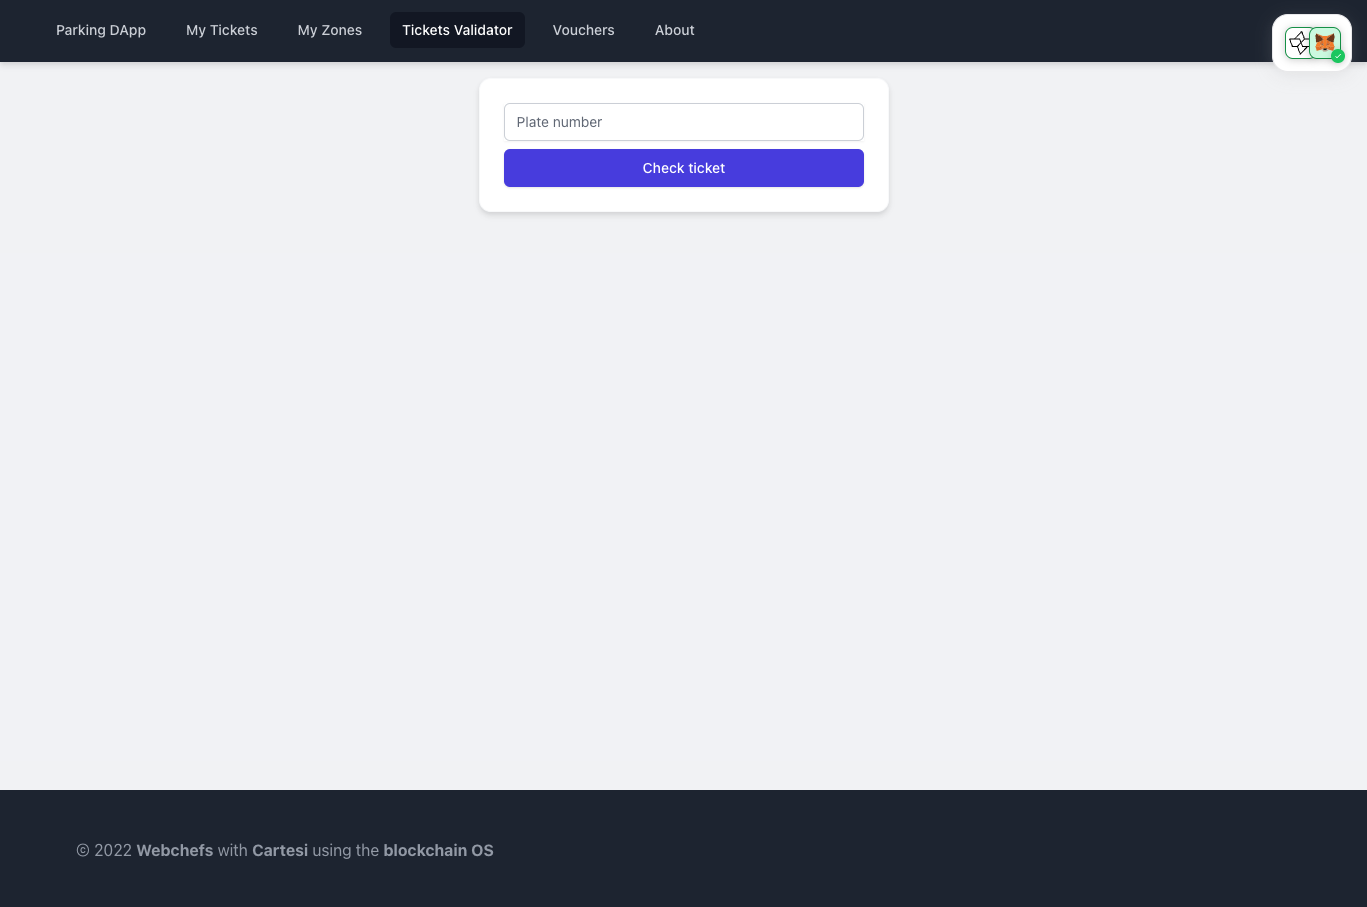 Parking DApp My Tickets My Zones Tickets Validator Vouchers About
Plate number
Check ticket
© 2022 Webchefs with Cartesi using the blockchain OS